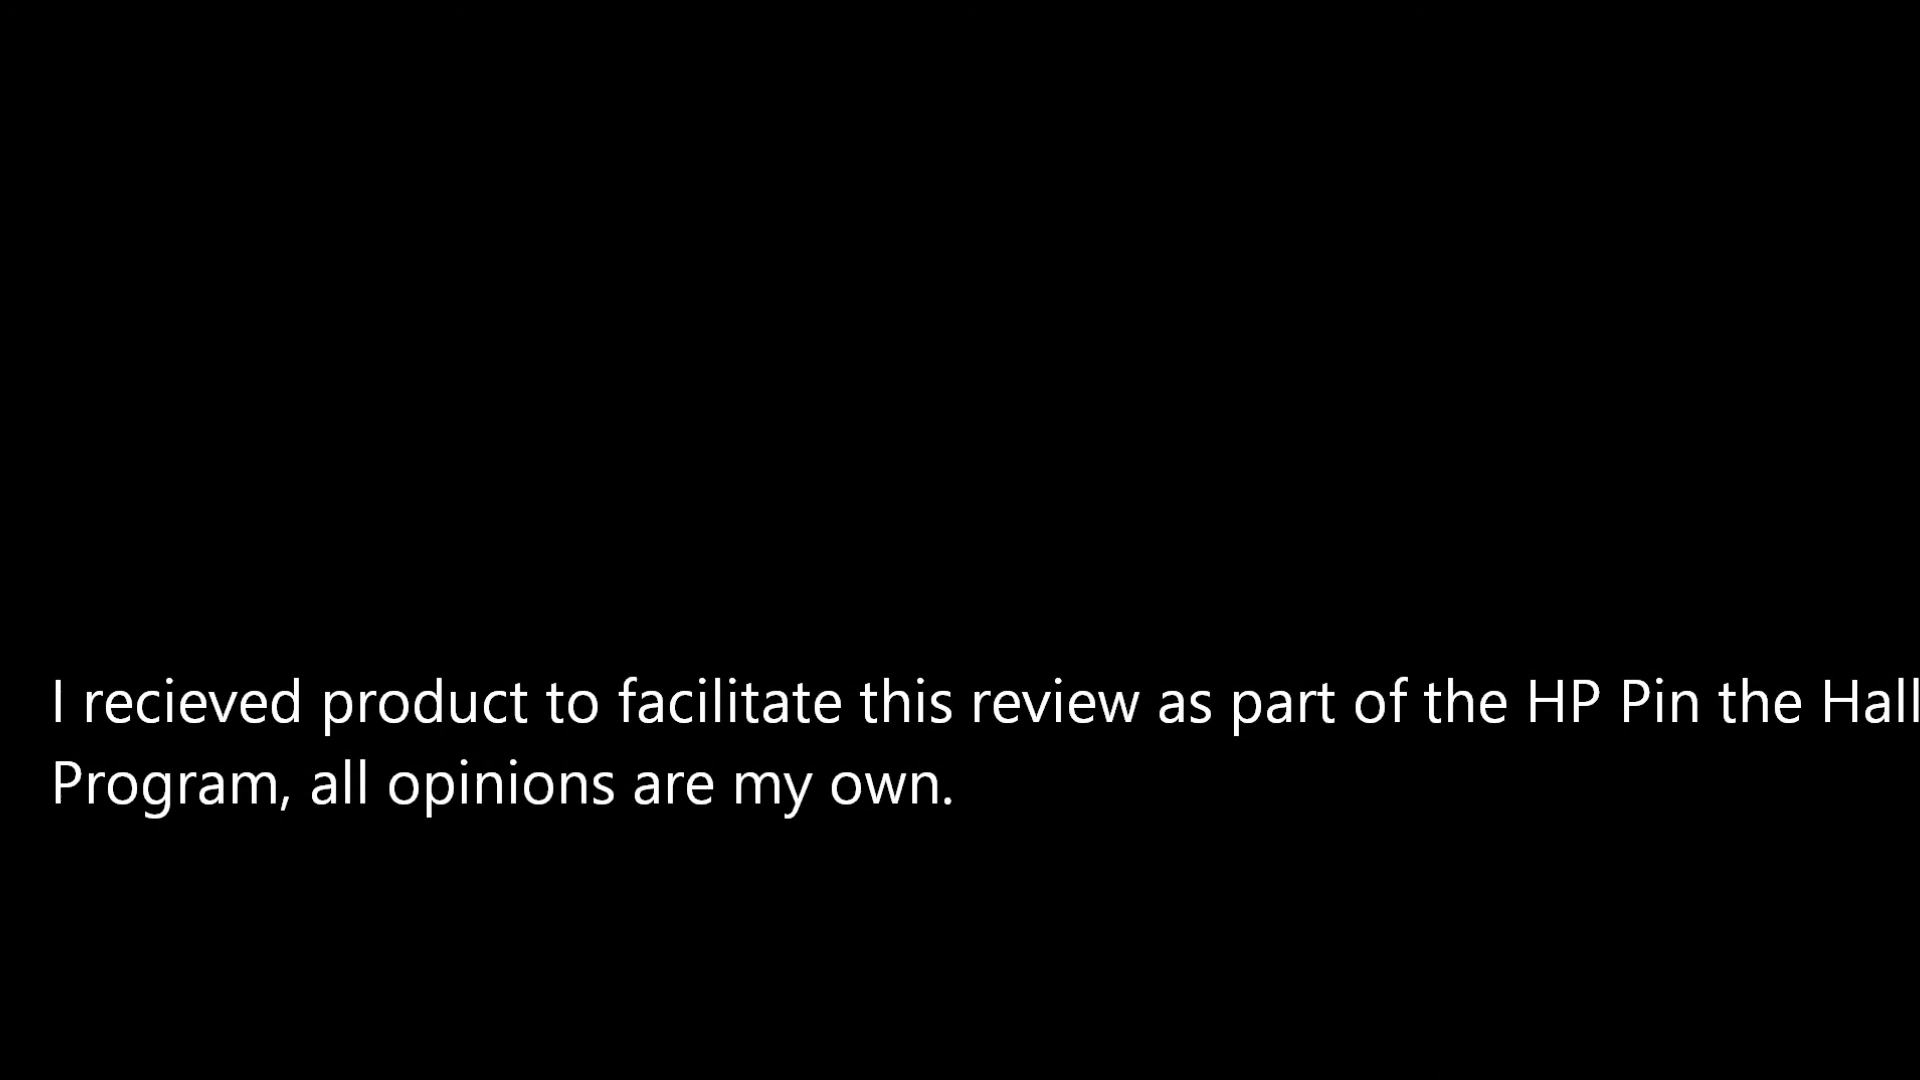 I recieved product to facilitate this review as part of the HP Pin the Hall
Program, all opinions are my own.